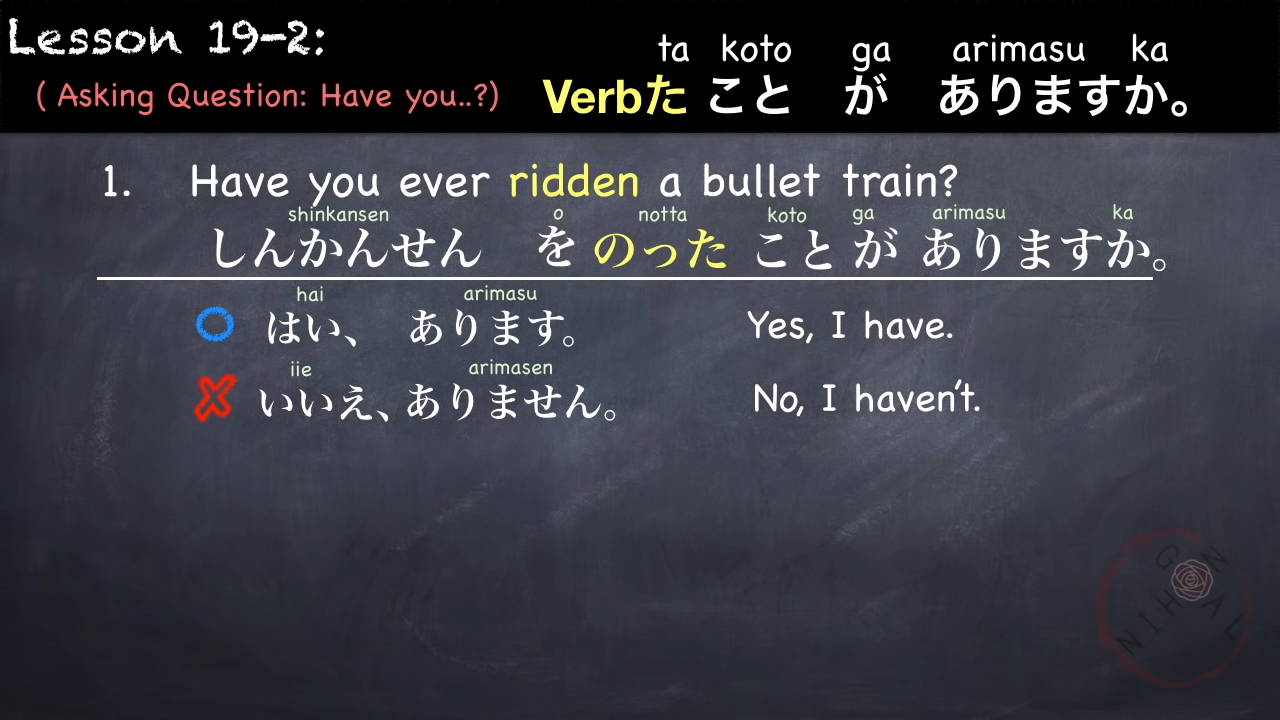 Lesson 19-2:
ta koto ga arimasu ka
( Asking Question: Have you..?) Verbた こと が ありますか。
1. Have you ever ridden a bullet train?
shinkansen o notta koto ga arimasu ka
しんかんせん を のった こと が ありますか。
hai arimasu
はい、 あります。 Yes, I have.
iie arimasen
いいえ、ありません。 No, I haven't.
NIHONGAL